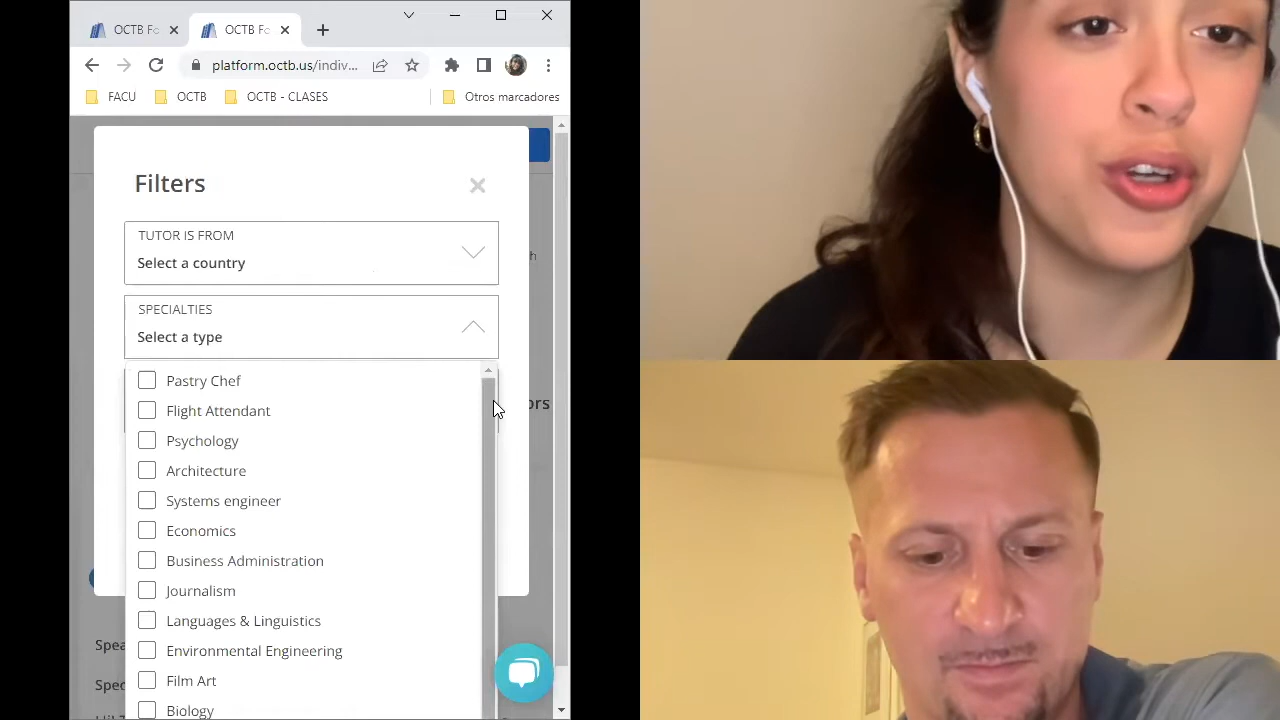 OCTB Fo
OCTB Fo
platform.octb.us/indiv...
FACU
OCTB
OCTB - CLASES
Otros marcadores
Filters
TUTOR IS FROM
Select a country
SPECIALTIES
Select a type
Pastry Chef
Flight Attendant
Psychology
Architecture
Systems engineer
Economics
Business Administration
Journalism
Languages & Linguistics
Environmental Engineering
Film Art
Biology